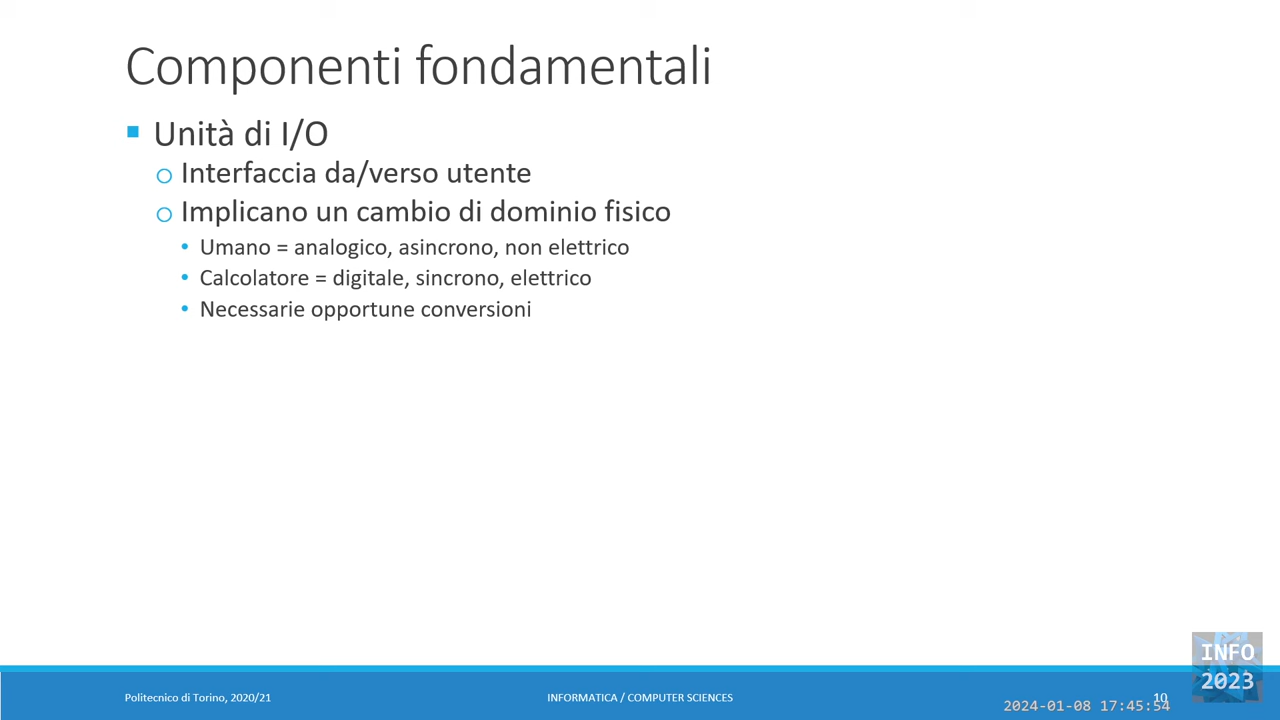 Componenti fondamentali
Unità di I/O
Interfaccia da/verso utente
Implicano un cambio di dominio fisico
Umano = analogico, asincrono, non elettrico
Calcolatore = digitale, sincrono, elettrico
Necessarie opportune conversioni
INFO
2023
Politecnico di Torino, 2020/21
INFORMATICA / COMPUTER SCIENCES
10
2024-01-08 17:45:54